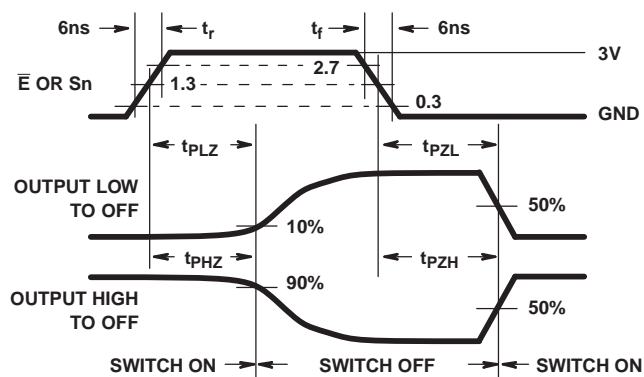 6ns tr tf 6ns
3V
2.7
E̅ OR Sn 1.3
0.3
GND
tPLZ tPZL
OUTPUT LOW
TO OFF
50%
10%
tPHZ tPZH
90%
OUTPUT HIGH
TO OFF
50%
SWITCH ON SWITCH OFF SWITCH ON